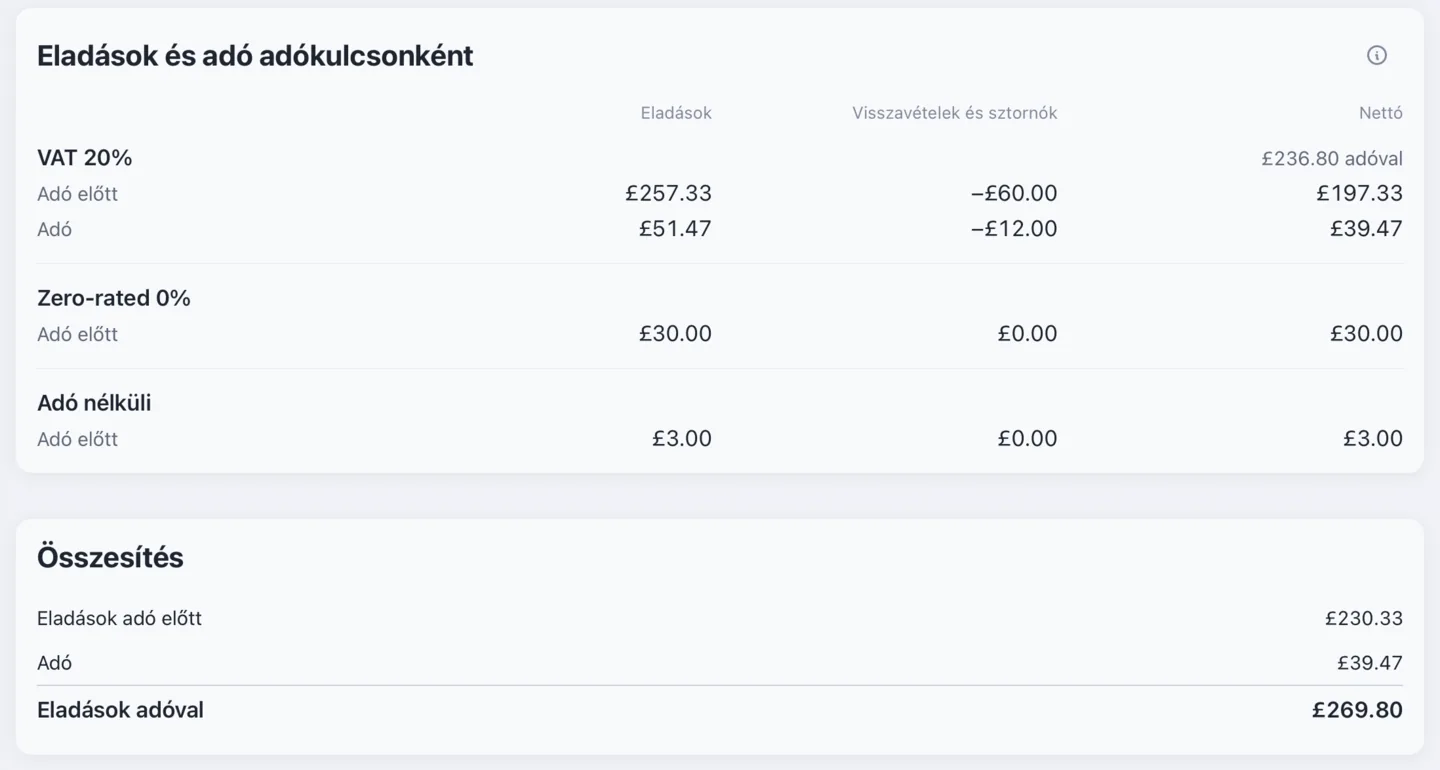 Eladások és adó adókulcsonként
Eladások Visszavételek és sztornók Nettó
VAT 20% £236.80 adóval
Adó előtt £257.33 –£60.00 £197.33
Adó £51.47 –£12.00 £39.47
Zero-rated 0%
Adó előtt £30.00 £0.00 £30.00
Adó nélküli
Adó előtt £3.00 £0.00 £3.00
Összesítés
Eladások adó előtt £230.33
Adó £39.47
Eladások adóval £269.80